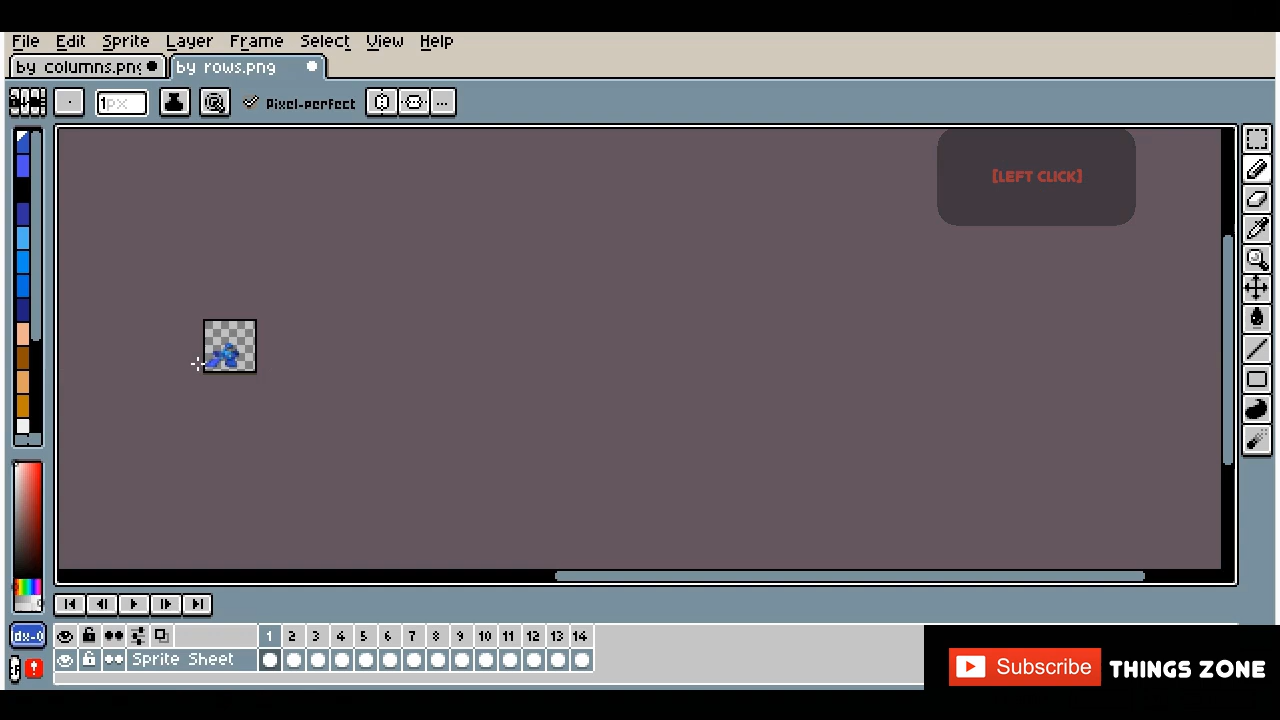 File Edit Sprite Layer Frame Select View Help
by columns.png by rows.png
1px Pixel-perfect ...
[LEFT CLICK]
1 2 3 4 5 6 7 8 9 10 11 12 13 14
Sprite Sheet
Subscribe THINGS ZONE